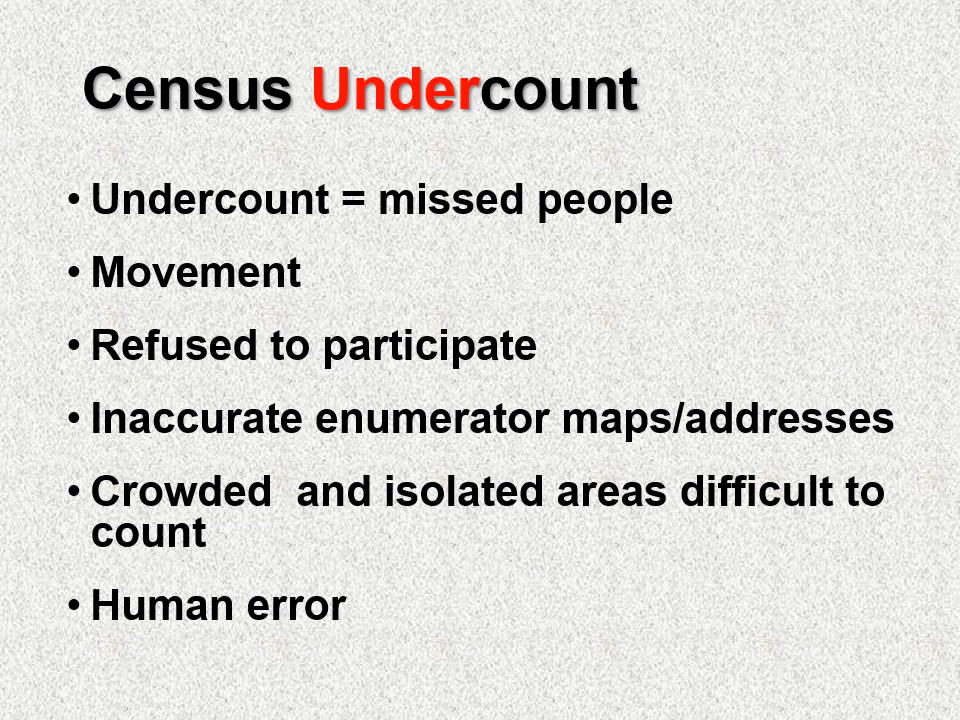 Census Undercount
• Undercount = missed people
• Movement
• Refused to participate
• Inaccurate enumerator maps/addresses
• Crowded  and isolated areas difficult to
count
• Human error